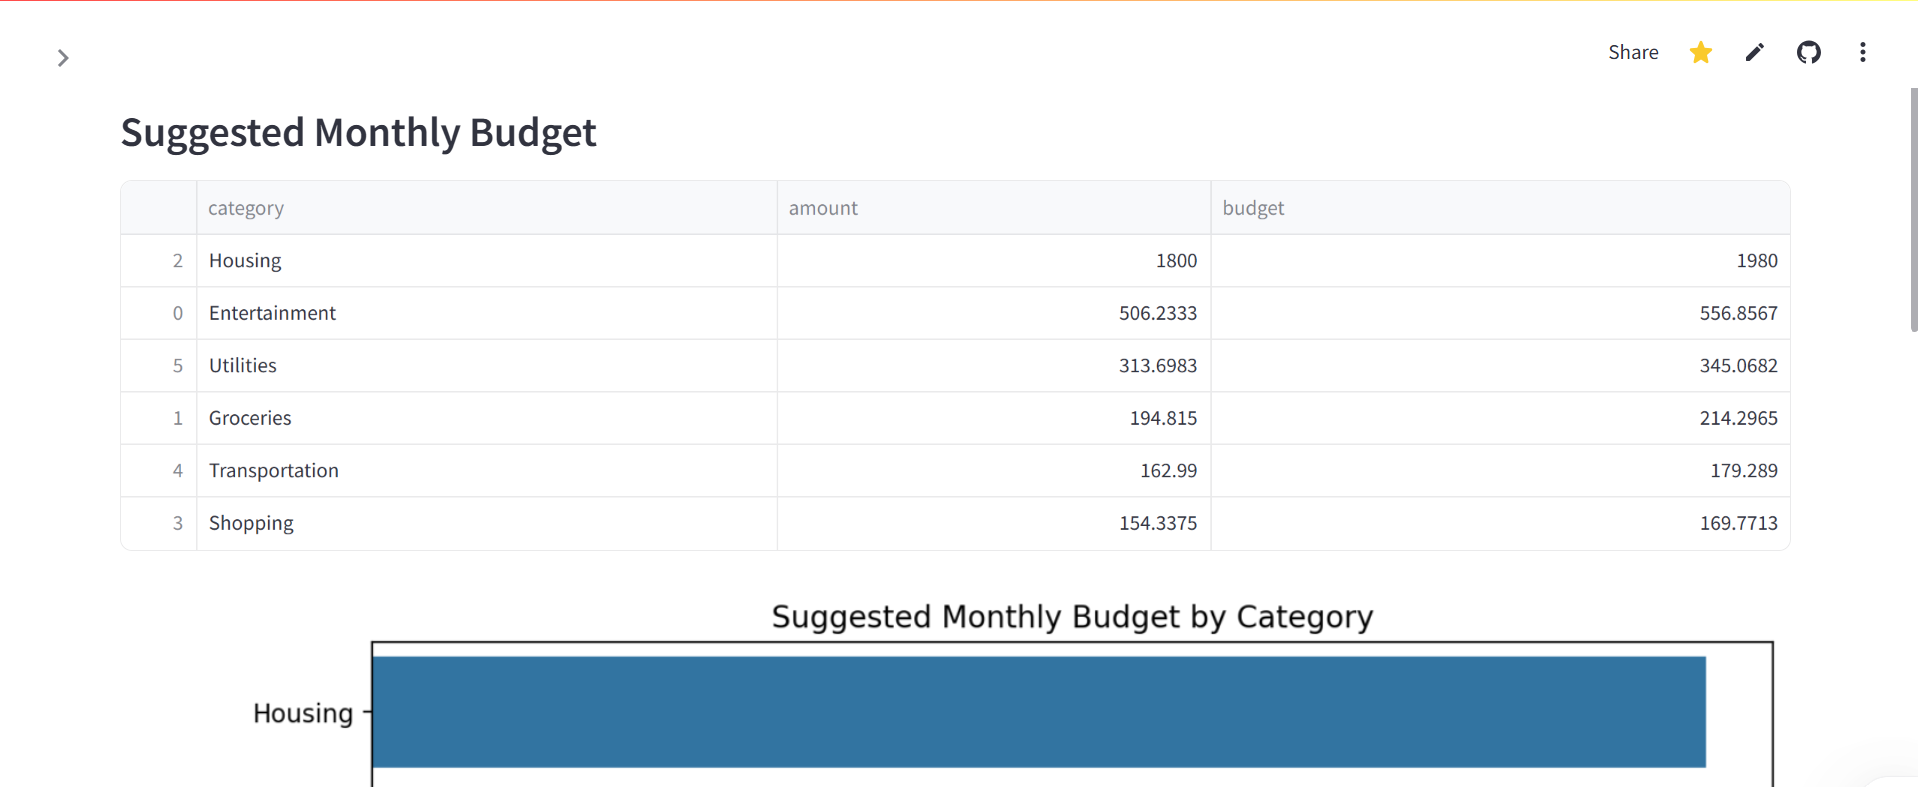 Share
Suggested Monthly Budget
category amount budget
2 Housing 1800 1980
0 Entertainment 506.2333 556.8567
5 Utilities 313.6983 345.0682
1 Groceries 194.815 214.2965
4 Transportation 162.99 179.289
3 Shopping 154.3375 169.7713
Suggested Monthly Budget by Category
Housing